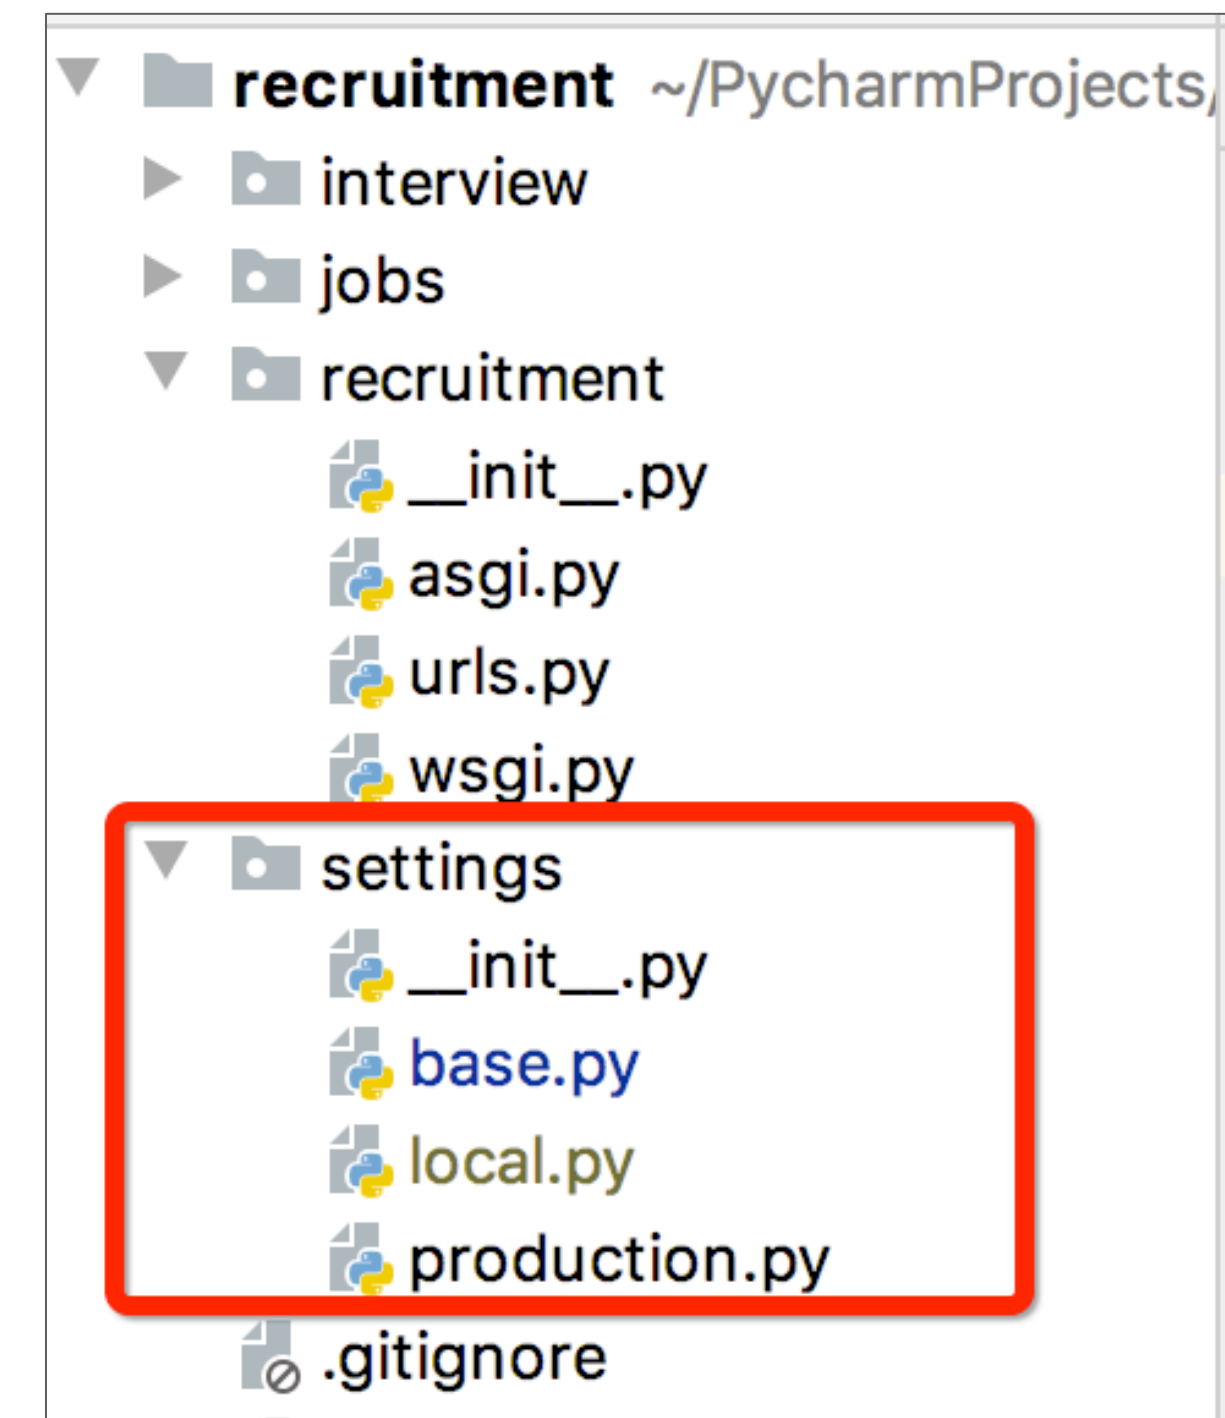 recruitment ~/PycharmProjects/
interview
jobs
recruitment
__init__.py
asgi.py
urls.py
wsgi.py
settings
__init__.py
base.py
local.py
production.py
.gitignore